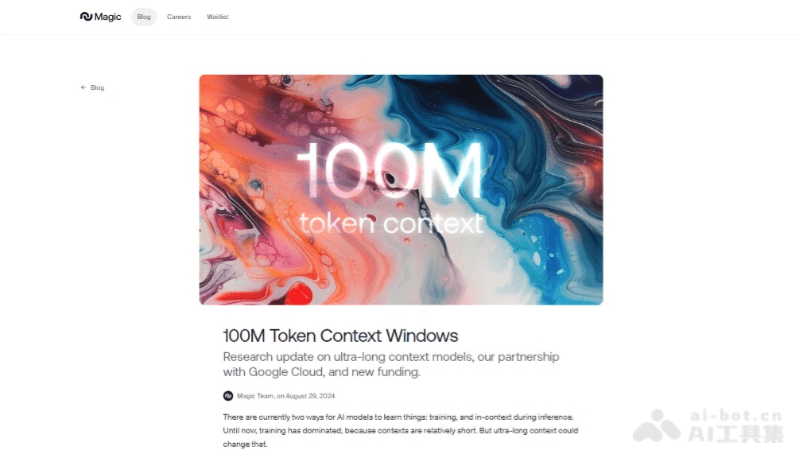 Magic Blog Careers Waitlist
← Blog
100M
token context
100M Token Context Windows
Research update on ultra-long context models, our partnership
with Google Cloud, and new funding.
Magic Team, on August 29, 2024
There are currently two ways for AI models to learn things: training, and in-context during inference.
Until now, training has dominated, because contexts are relatively short. But ultra-long context could
change that.
ai-bot.cn
AI工具集